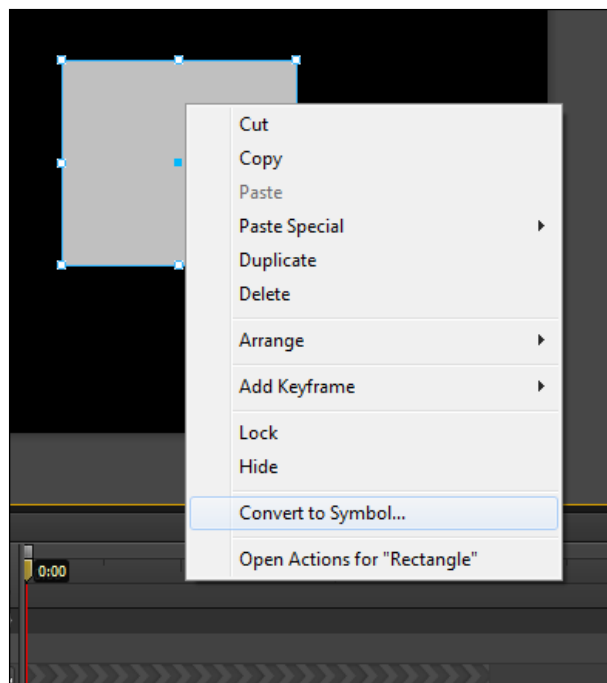 Cut
Copy
Paste
Paste Special
Duplicate
Delete
Arrange
Add Keyframe
Lock
Hide
Convert to Symbol...
Open Actions for "Rectangle"
0:00